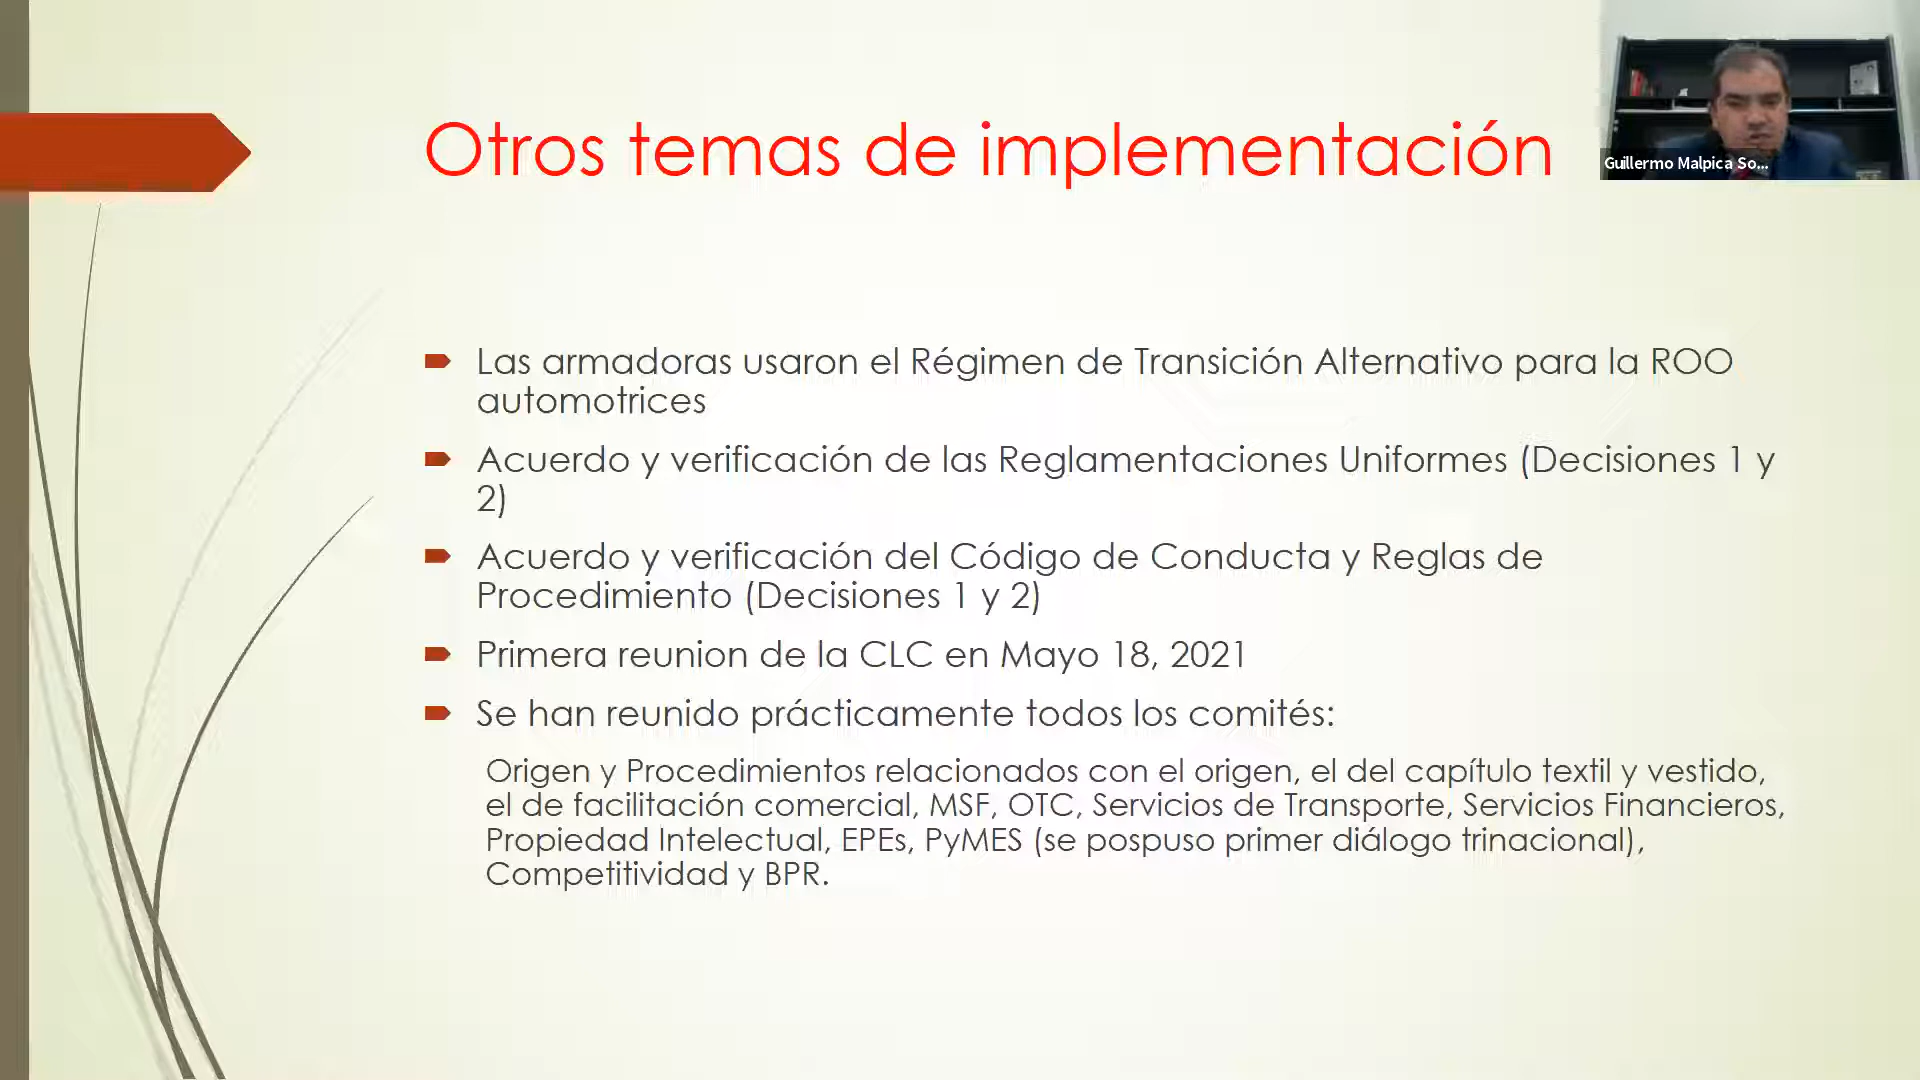 Otros temas de implementación
Guillermo Malpica So...
Las armadoras usaron el Régimen de Transición Alternativo para la ROO
automotrices
Acuerdo y verificación de las Reglamentaciones Uniformes (Decisiones 1 y
2)
Acuerdo y verificación del Código de Conducta y Reglas de
Procedimiento (Decisiones 1 y 2)
Primera reunion de la CLC en Mayo 18, 2021
Se han reunido prácticamente todos los comités:
Origen y Procedimientos relacionados con el origen, el del capítulo textil y vestido,
el de facilitación comercial, MSF, OTC, Servicios de Transporte, Servicios Financieros,
Propiedad Intelectual, EPEs, PyMES (se pospuso primer diálogo trinacional),
Competitividad y BPR.